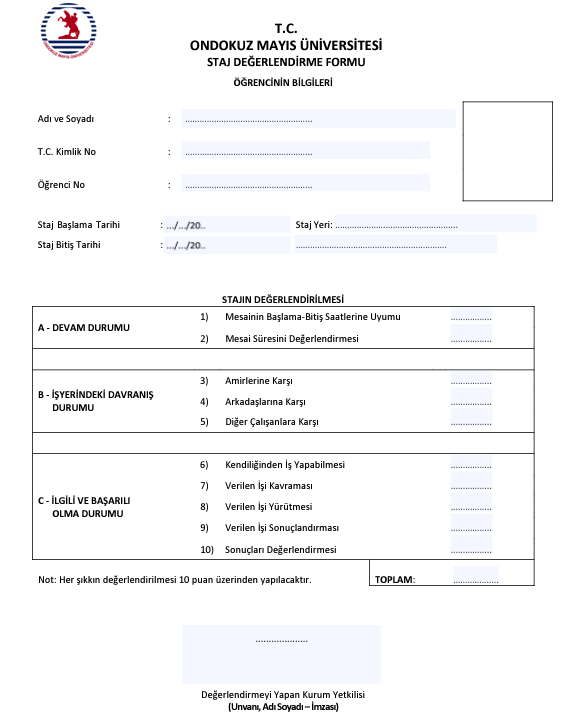 ONDOKUZ MAYIS ÜNİVERSİTESİ
T.C.
ONDOKUZ MAYIS ÜNİVERSİTESİ
STAJ DEĞERLENDİRME FORMU
ÖĞRENCİNİN BİLGİLERİ
Adı ve Soyadı : ..................................................
T.C. Kimlik No : ..................................................
Öğrenci No : ..................................................
Staj Başlama Tarihi : .../.../20.. Staj Yeri: ................................................
Staj Bitiş Tarihi : .../.../20.. ...........................................................
STAJIN DEĞERLENDİRİLMESİ
A - DEVAM DURUMU
1) Mesainin Başlama-Bitiş Saatlerine Uyumu ................
2) Mesai Süresini Değerlendirmesi ................
B - İŞYERİNDEKİ DAVRANIŞ
DURUMU
3) Amirlerine Karşı ................
4) Arkadaşlarına Karşı ................
5) Diğer Çalışanlara Karşı ................
C - İLGİLİ VE BAŞARILI
OLMA DURUMU
6) Kendiliğinden İş Yapabilmesi ................
7) Verilen İşi Kavraması ................
8) Verilen İşi Yürütmesi ................
9) Verilen İşi Sonuçlandırması ................
10) Sonuçları Değerlendirmesi ................
Not: Her şıkkın değerlendirilmesi 10 puan üzerinden yapılacaktır. TOPLAM: .................
....................
Değerlendirmeyi Yapan Kurum Yetkilisi
(Unvanı, Adı Soyadı – İmzası)